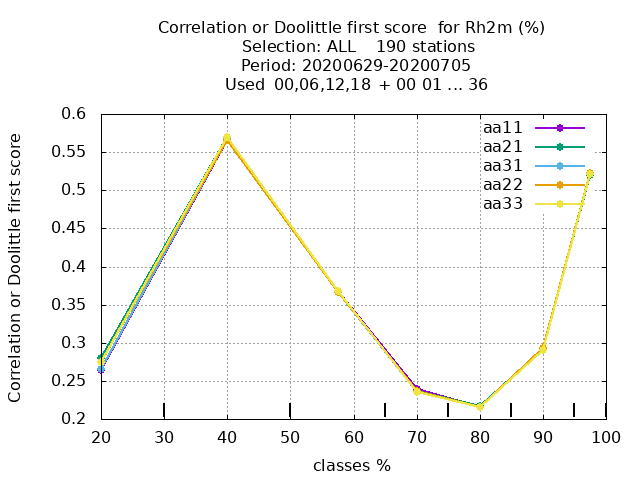 Correlation or Doolittle first score  for Rh2m (%)
Selection: ALL    190 stations
Period: 20200629-20200705
Used  00,06,12,18  + 00 01 ... 36
Correlation or Doolittle first score
0.6
0.55
0.5
0.45
0.4
0.35
0.3
0.25
0.2
aa11
aa21
aa31
aa22
aa33
20 30 40 50 60 70 80 90 100
classes %